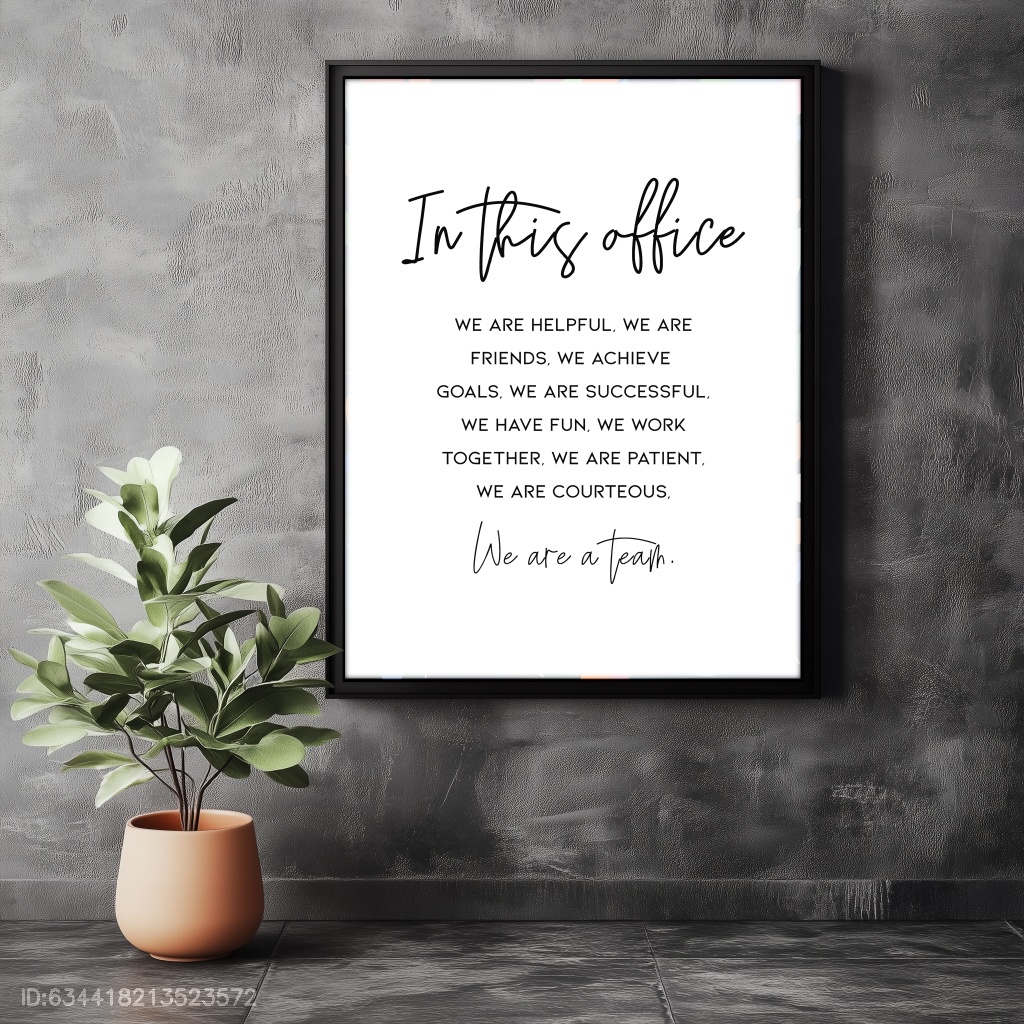 In this office
WE ARE HELPFUL, WE ARE
FRIENDS, WE ACHIEVE
GOALS, WE ARE SUCCESSFUL,
WE HAVE FUN, WE WORK
TOGETHER, WE ARE PATIENT,
WE ARE COURTEOUS,
We are a team.
ID:634418213523572